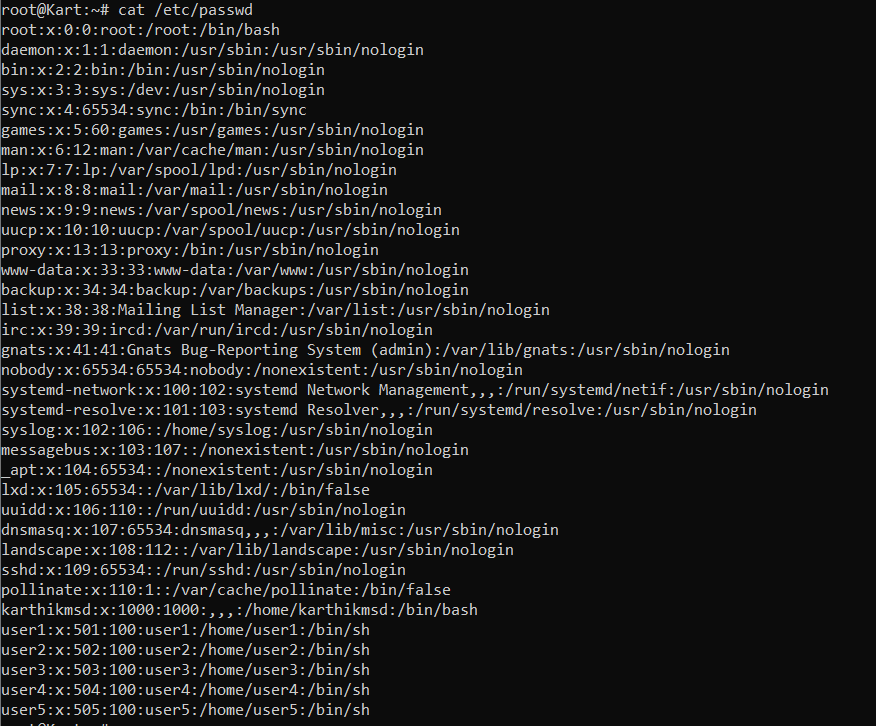 root@Kart:~# cat /etc/passwd
root:x:0:0:root:/root:/bin/bash
daemon:x:1:1:daemon:/usr/sbin:/usr/sbin/nologin
bin:x:2:2:bin:/bin:/usr/sbin/nologin
sys:x:3:3:sys:/dev:/usr/sbin/nologin
sync:x:4:65534:sync:/bin:/bin/sync
games:x:5:60:games:/usr/games:/usr/sbin/nologin
man:x:6:12:man:/var/cache/man:/usr/sbin/nologin
lp:x:7:7:lp:/var/spool/lpd:/usr/sbin/nologin
mail:x:8:8:mail:/var/mail:/usr/sbin/nologin
news:x:9:9:news:/var/spool/news:/usr/sbin/nologin
uucp:x:10:10:uucp:/var/spool/uucp:/usr/sbin/nologin
proxy:x:13:13:proxy:/bin:/usr/sbin/nologin
www-data:x:33:33:www-data:/var/www:/usr/sbin/nologin
backup:x:34:34:backup:/var/backups:/usr/sbin/nologin
list:x:38:38:Mailing List Manager:/var/list:/usr/sbin/nologin
irc:x:39:39:ircd:/var/run/ircd:/usr/sbin/nologin
gnats:x:41:41:Gnats Bug-Reporting System (admin):/var/lib/gnats:/usr/sbin/nologin
nobody:x:65534:65534:nobody:/nonexistent:/usr/sbin/nologin
systemd-network:x:100:102:systemd Network Management,,,:/run/systemd/netif:/usr/sbin/nologin
systemd-resolve:x:101:103:systemd Resolver,,,:/run/systemd/resolve:/usr/sbin/nologin
syslog:x:102:106::/home/syslog:/usr/sbin/nologin
messagebus:x:103:107::/nonexistent:/usr/sbin/nologin
_apt:x:104:65534::/nonexistent:/usr/sbin/nologin
lxd:x:105:65534::/var/lib/lxd/:/bin/false
uuidd:x:106:110::/run/uuidd:/usr/sbin/nologin
dnsmasq:x:107:65534:dnsmasq,,,:/var/lib/misc:/usr/sbin/nologin
landscape:x:108:112::/var/lib/landscape:/usr/sbin/nologin
sshd:x:109:65534::/run/sshd:/usr/sbin/nologin
pollinate:x:110:1::/var/cache/pollinate:/bin/false
karthikmsd:x:1000:1000:,,,:/home/karthikmsd:/bin/bash
user1:x:501:100:user1:/home/user1:/bin/sh
user2:x:502:100:user2:/home/user2:/bin/sh
user3:x:503:100:user3:/home/user3:/bin/sh
user4:x:504:100:user4:/home/user4:/bin/sh
user5:x:505:100:user5:/home/user5:/bin/sh